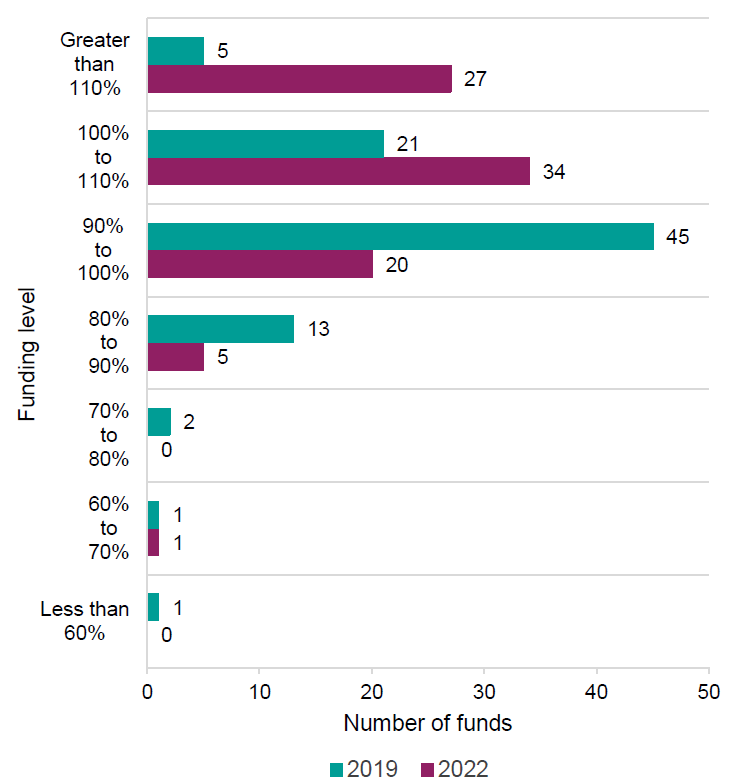 Greater
than
110%
5
27
100%
to
110%
21
34
90%
to
100%
45
20
80%
to
90%
13
5
70%
to
80%
2
0
60%
to
70%
1
1
Less than
60%
1
0
Funding level
0 10 20 30 40 50
Number of funds
2019 2022